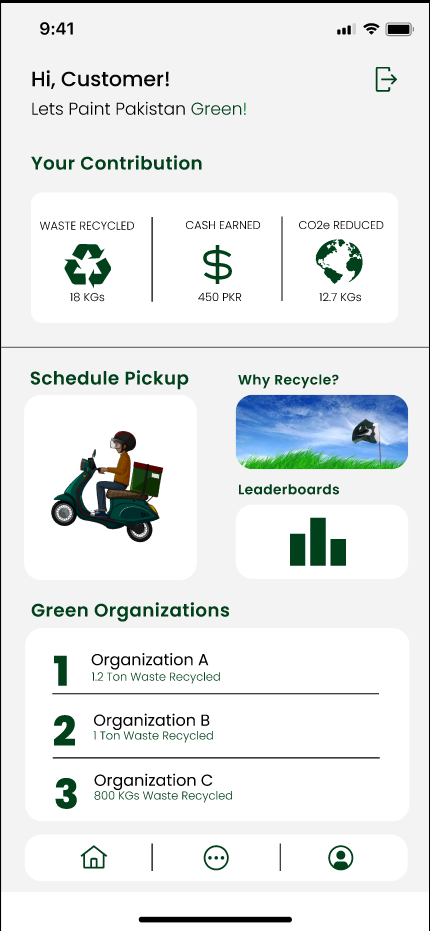 9:41
Hi, Customer!
Lets Paint Pakistan Green!
Your Contribution
WASTE RECYCLED
CASH EARNED
CO2e REDUCED
18 KGs
450 PKR
12.7 KGs
Schedule Pickup
Why Recycle?
Leaderboards
Green Organizations
1
Organization A
1.2 Ton Waste Recycled
2
Organization B
1 Ton Waste Recycled
3
Organization C
800 KGs Waste Recycled